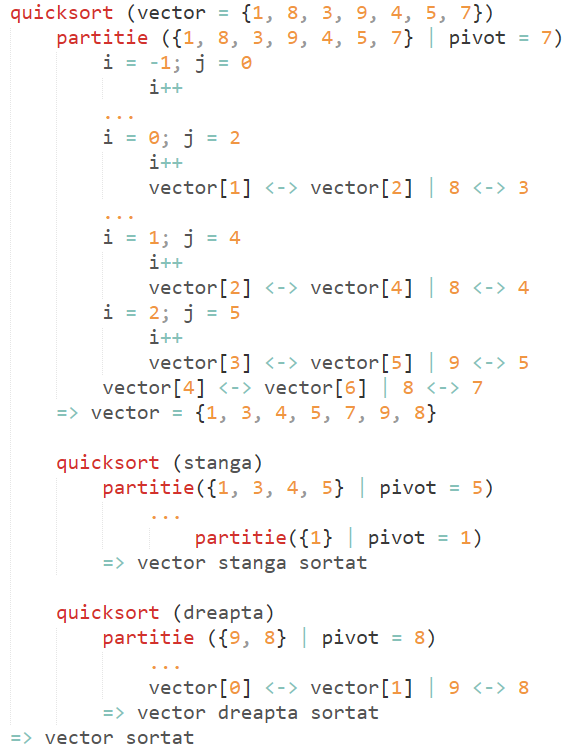 quicksort (vector = {1, 8, 3, 9, 4, 5, 7})
partitie ({1, 8, 3, 9, 4, 5, 7} | pivot = 7)
i = -1; j = 0
i++
...
i = 0; j = 2
i++
vector[1] <-> vector[2] | 8 <-> 3
...
i = 1; j = 4
i++
vector[2] <-> vector[4] | 8 <-> 4
i = 2; j = 5
i++
vector[3] <-> vector[5] | 9 <-> 5
vector[4] <-> vector[6] | 8 <-> 7
=> vector = {1, 3, 4, 5, 7, 9, 8}
quicksort (stanga)
partitie({1, 3, 4, 5} | pivot = 5)
...
partitie({1} | pivot = 1)
=> vector stanga sortat
quicksort (dreapta)
partitie ({9, 8} | pivot = 8)
...
vector[0] <-> vector[1] | 9 <-> 8
=> vector dreapta sortat
=> vector sortat